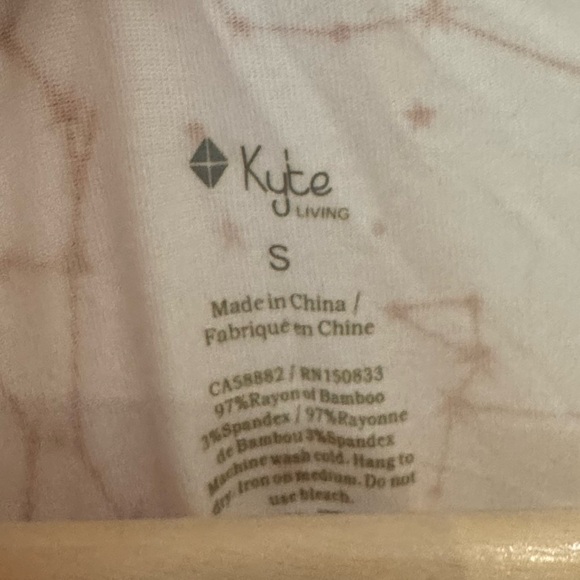 Kyte
LIVING
S
Made in China /
Fabriqué en Chine
CA58882 / RN150833
97%Rayon of Bamboo
3%Spandex / 97%Rayonne
de Bambou 3%Spandex
Machine wash cold. Hang to
dry. Iron on medium. Do not
use bleach.